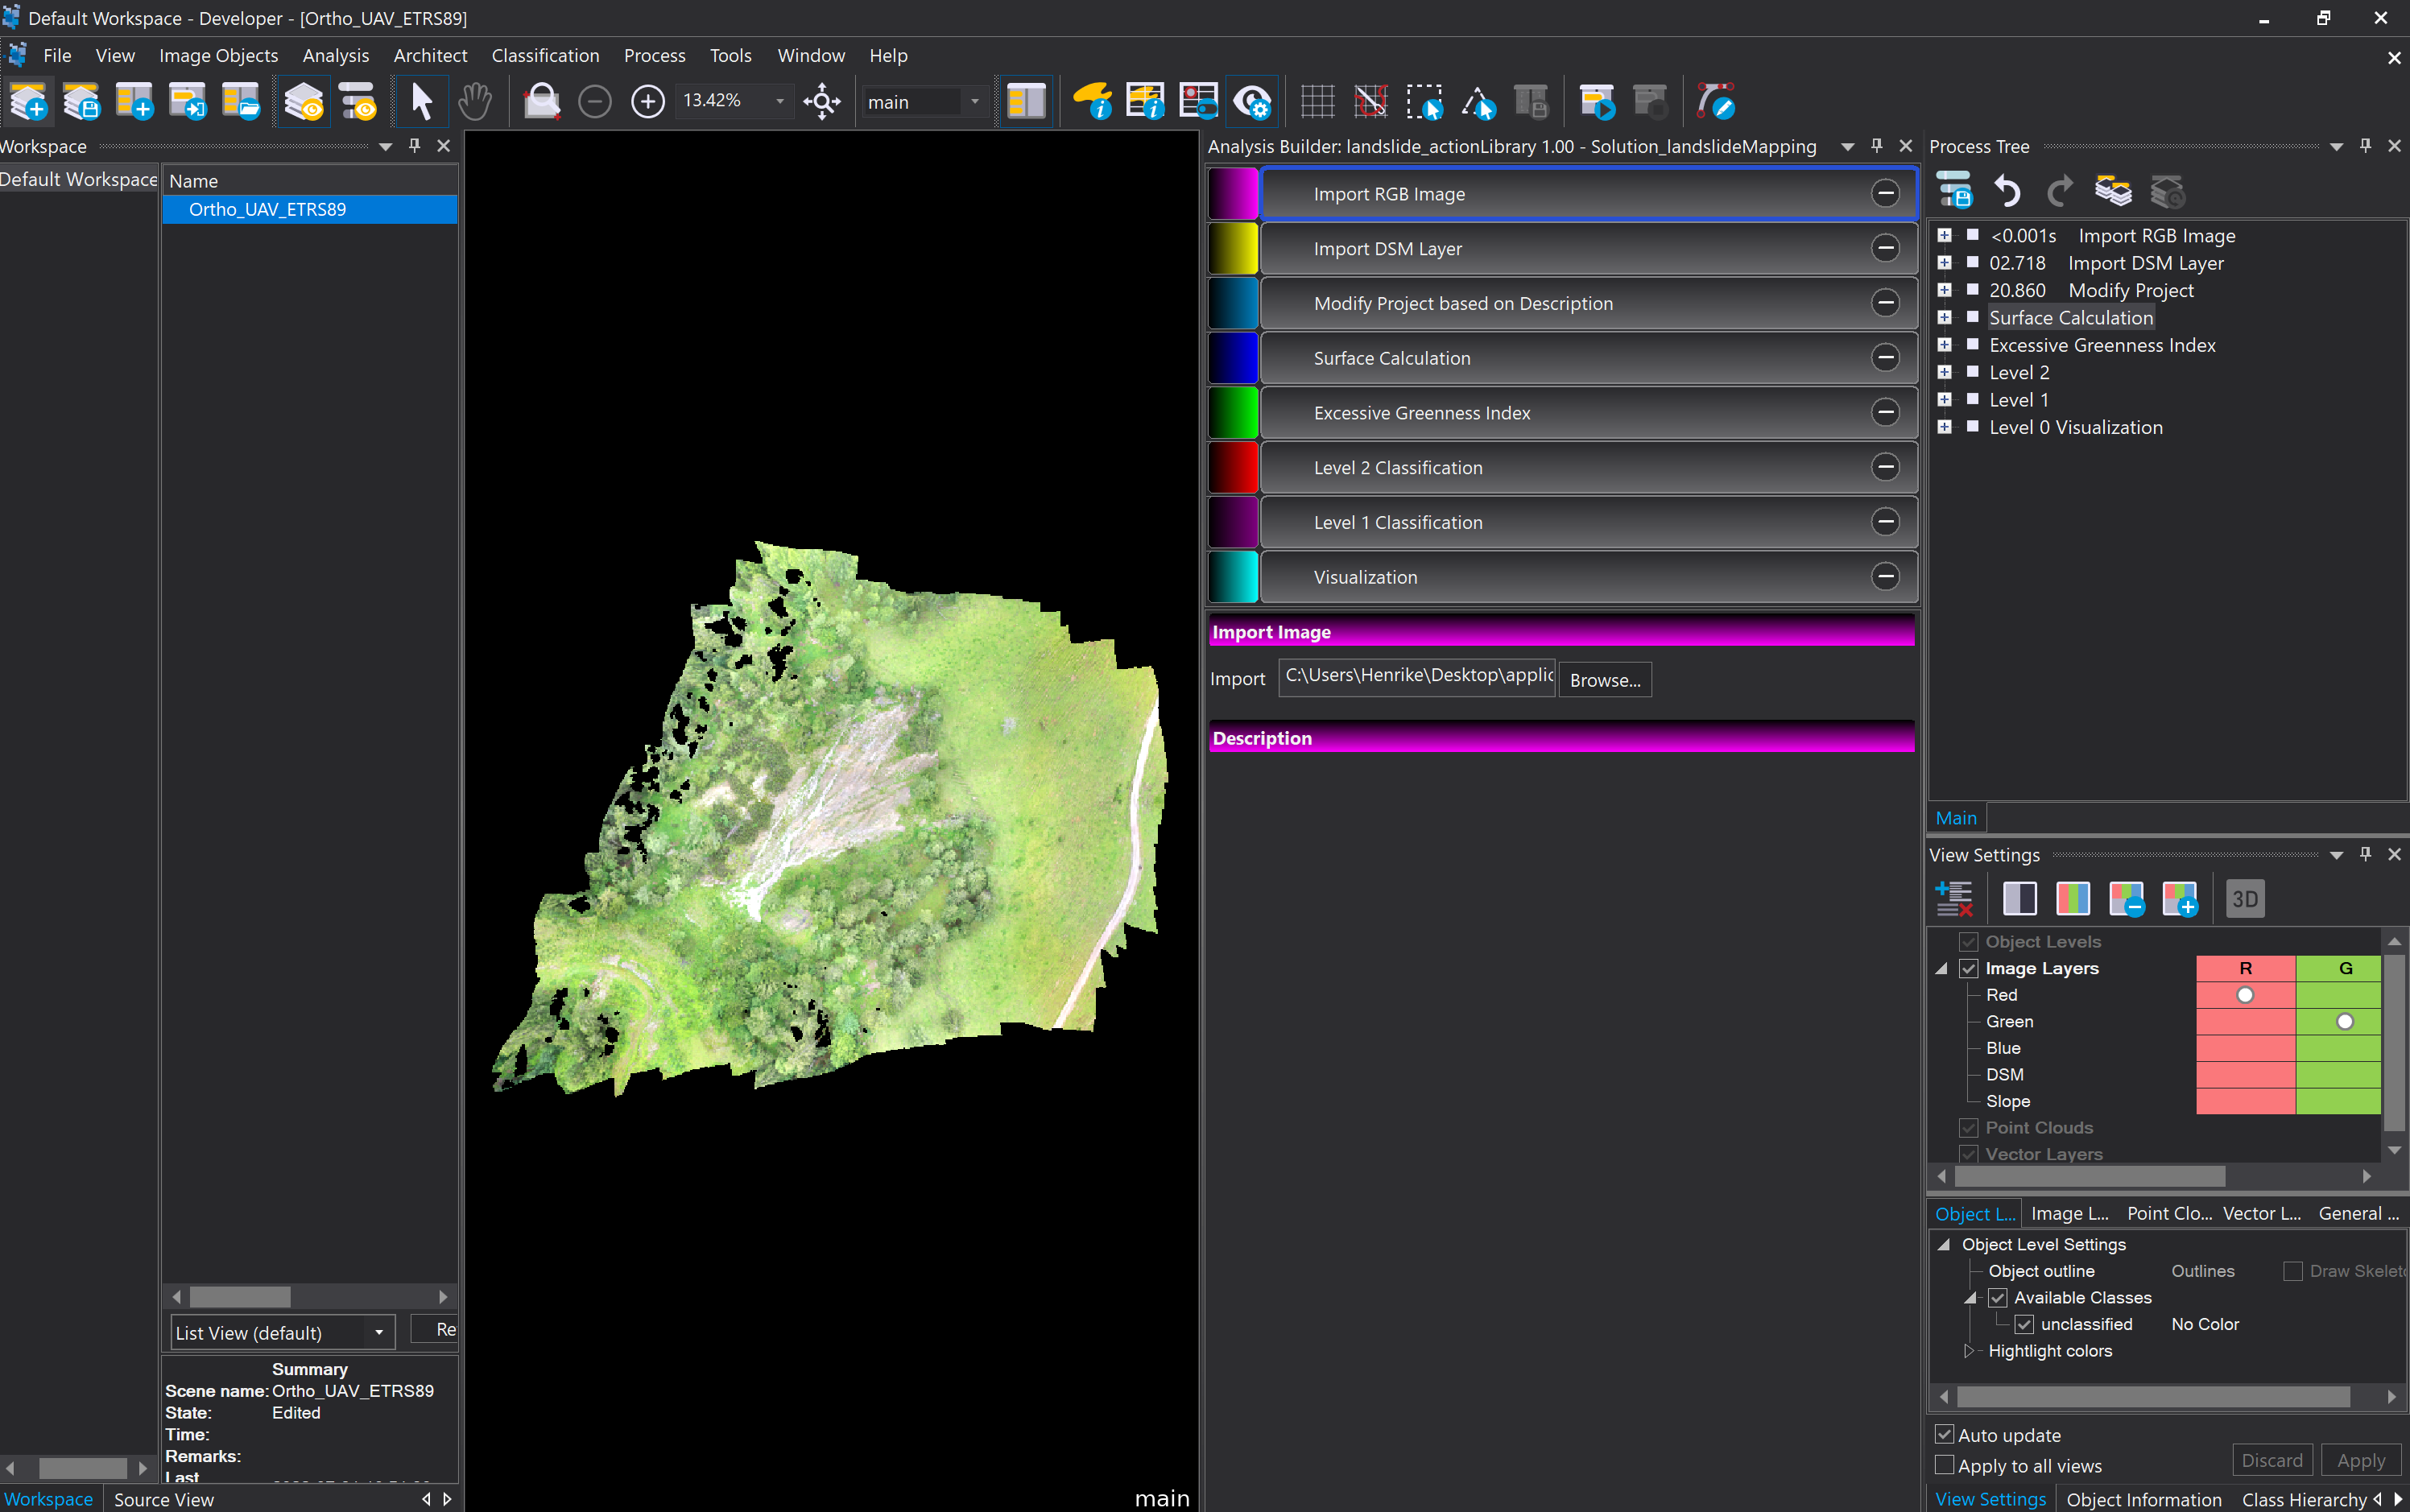 Default Workspace - Developer - [Ortho_UAV_ETRS89]
File View Image Objects Analysis Architect Classification Process Tools Window Help
13.42% main
Workspace
Default Workspace
Name
Ortho_UAV_ETRS89
List View (default)
Re
Summary
Scene name: Ortho_UAV_ETRS89
State: Edited
Time:
Remarks:
Last
Workspace Source View
main
Analysis Builder: landslide_actionLibrary 1.00 - Solution_landslideMapping
Import RGB Image
Import DSM Layer
Modify Project based on Description
Surface Calculation
Excessive Greenness Index
Level 2 Classification
Level 1 Classification
Visualization
Import Image
Import C:\Users\Henrike\Desktop\applic Browse...
Description
Process Tree
<0.001s Import RGB Image
02.718 Import DSM Layer
20.860 Modify Project
Surface Calculation
Excessive Greenness Index
Level 2
Level 1
Level 0 Visualization
Main
View Settings
3D
Object Levels
Image Layers R G
Red
Green
Blue
DSM
Slope
Point Clouds
Vector Layers
Object L... Image L... Point Clo... Vector L... General ...
Object Level Settings
Object outline Outlines Draw Skelet
Available Classes
unclassified No Color
Hightlight colors
Auto update
Apply to all views Discard Apply
View Settings Object Information Class Hierarchy